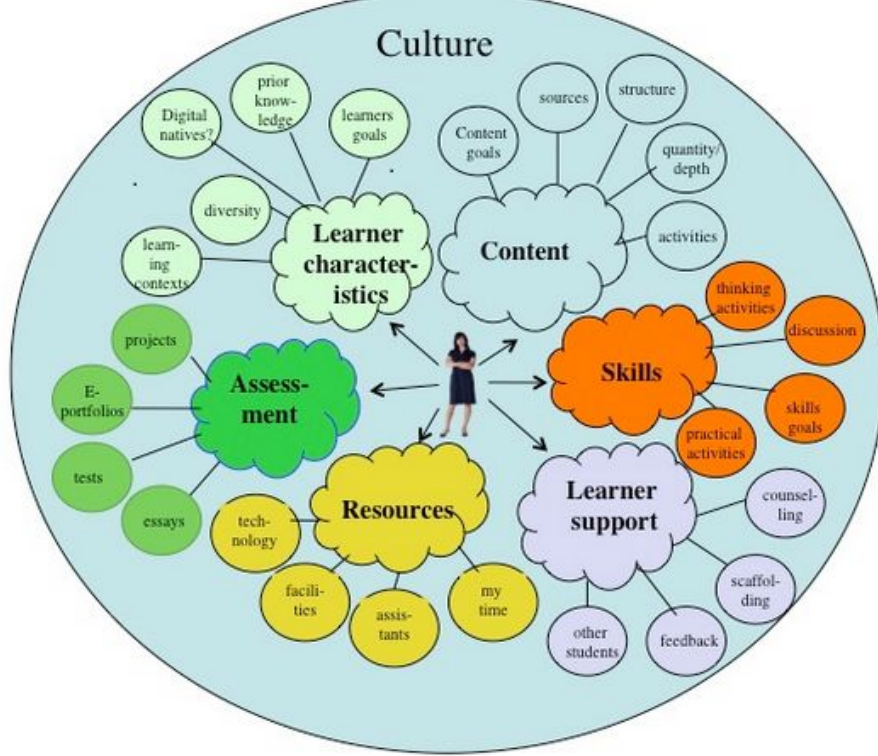 Culture
Digital
natives?
prior
know-
ledge
learners
goals
diversity
learn-
ing
contexts
Learner
character-
istics
Content
goals
sources
structure
quantity/
depth
activities
Content
thinking
activities
discussion
skills
goals
practical
activities
Skills
projects
E-
portfolios
tests
essays
Assess-
ment
Resources
tech-
nology
facili-
ties
assis-
tants
my
time
Learner
support
counsel-
ling
scaffol-
ding
feedback
other
students